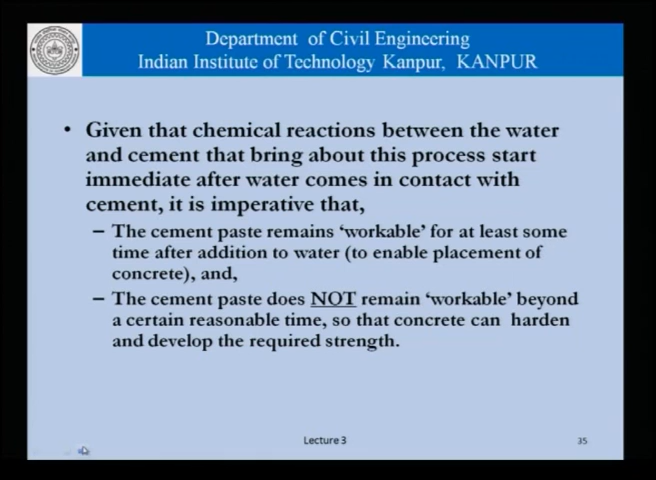 Department of Civil Engineering
Indian Institute of Technology Kanpur, KANPUR
• Given that chemical reactions between the water
and cement that bring about this process start
immediate after water comes in contact with
cement, it is imperative that,
– The cement paste remains ‘workable’ for at least some
time after addition to water (to enable placement of
concrete), and,
– The cement paste does NOT remain ‘workable’ beyond
a certain reasonable time, so that concrete can harden
and develop the required strength.
Lecture 3
35